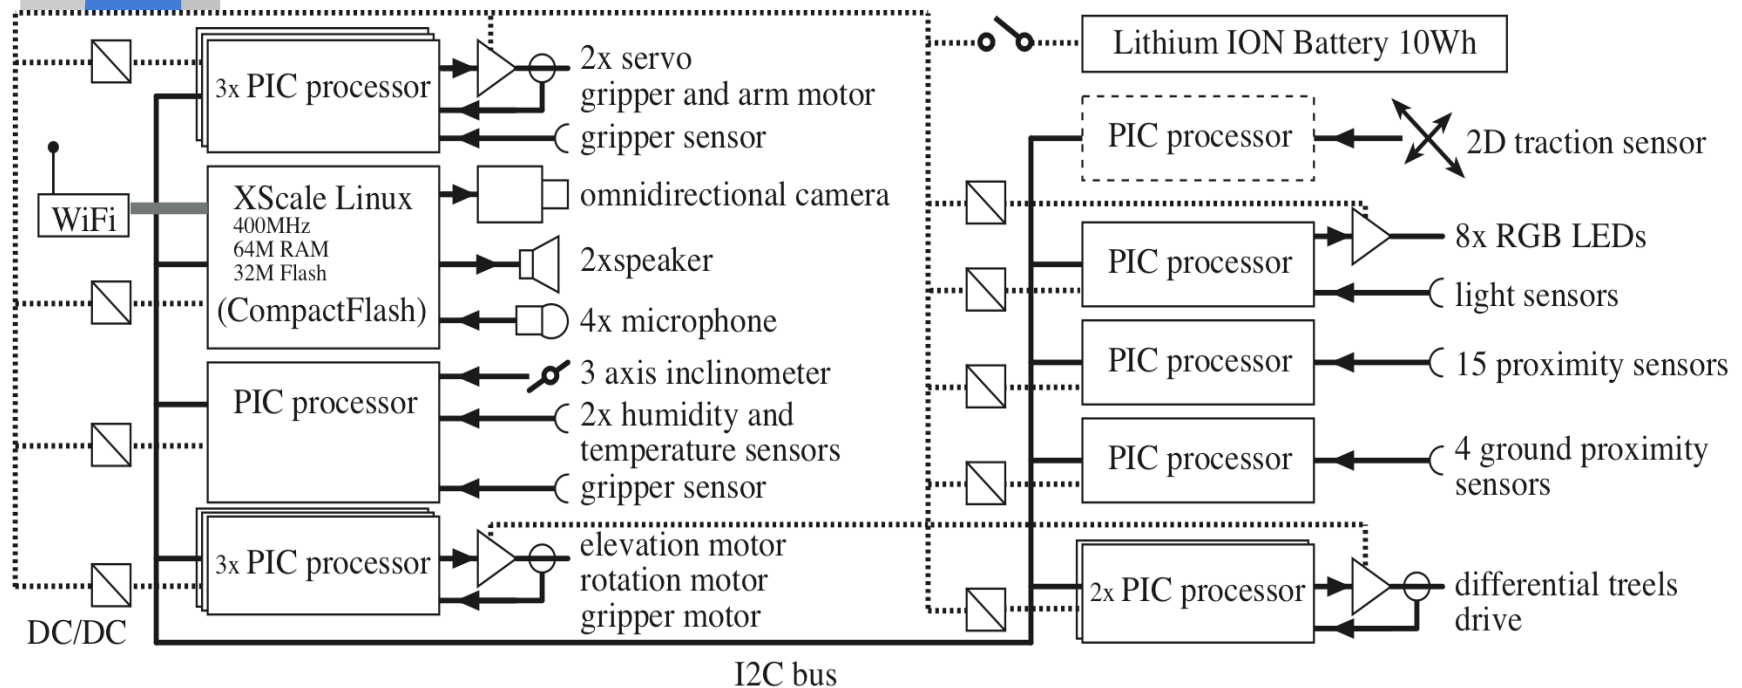 3x PIC processor
2x servo
gripper and arm motor
gripper sensor
WiFi
XScale Linux
400MHz
64M RAM
32M Flash
(CompactFlash)
omnidirectional camera
2xspeaker
4x microphone
PIC processor
3 axis inclinometer
2x humidity and
temperature sensors
gripper sensor
3x PIC processor
elevation motor
rotation motor
gripper motor
DC/DC
I2C bus
Lithium ION Battery 10Wh
PIC processor
2D traction sensor
PIC processor
8x RGB LEDs
light sensors
PIC processor
15 proximity sensors
PIC processor
4 ground proximity
sensors
2x PIC processor
differential treels
drive